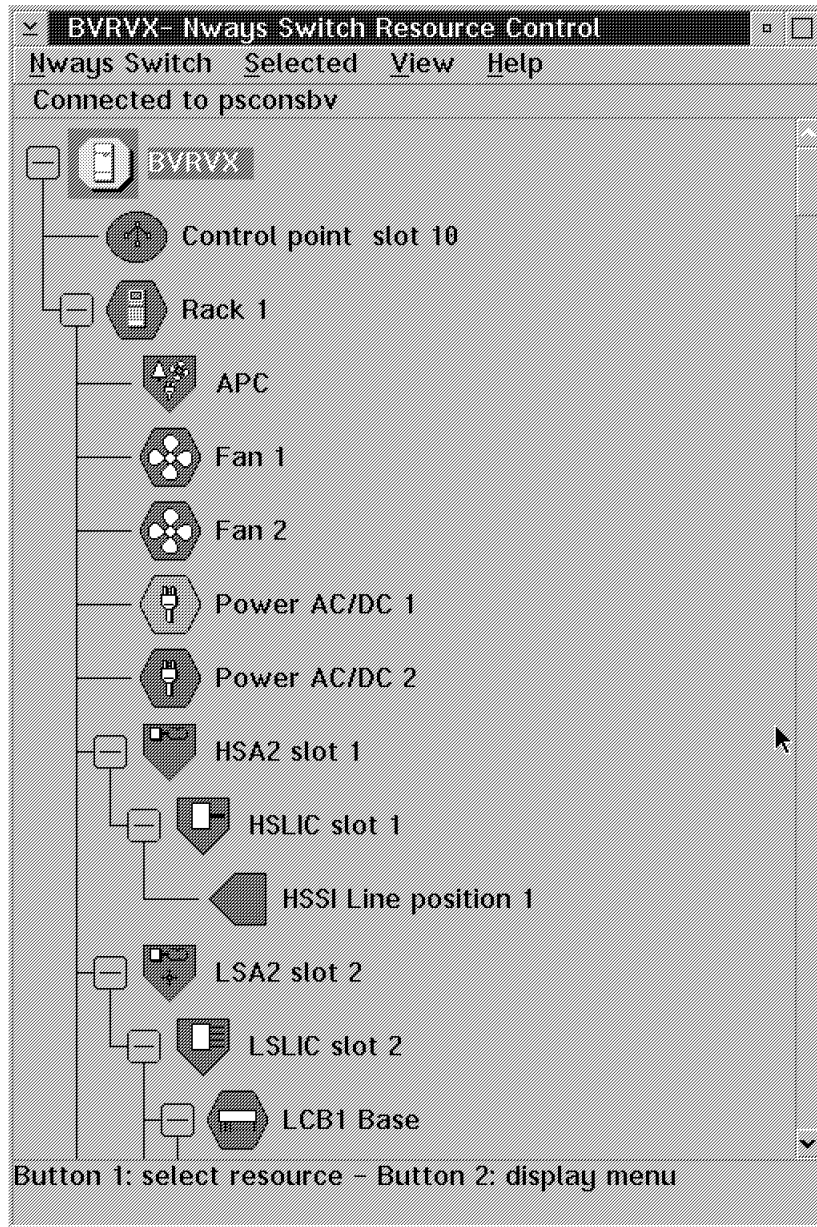 BVRVX- Nways Switch Resource Control
Nways Switch Selected View Help
Connected to psconsbv
BVRVX
Control point slot 10
Rack 1
APC
Fan 1
Fan 2
Power AC/DC 1
Power AC/DC 2
HSA2 slot 1
HSLIC slot 1
HSSI Line position 1
LSA2 slot 2
LSLIC slot 2
LCB1 Base
Button 1: select resource - Button 2: display menu